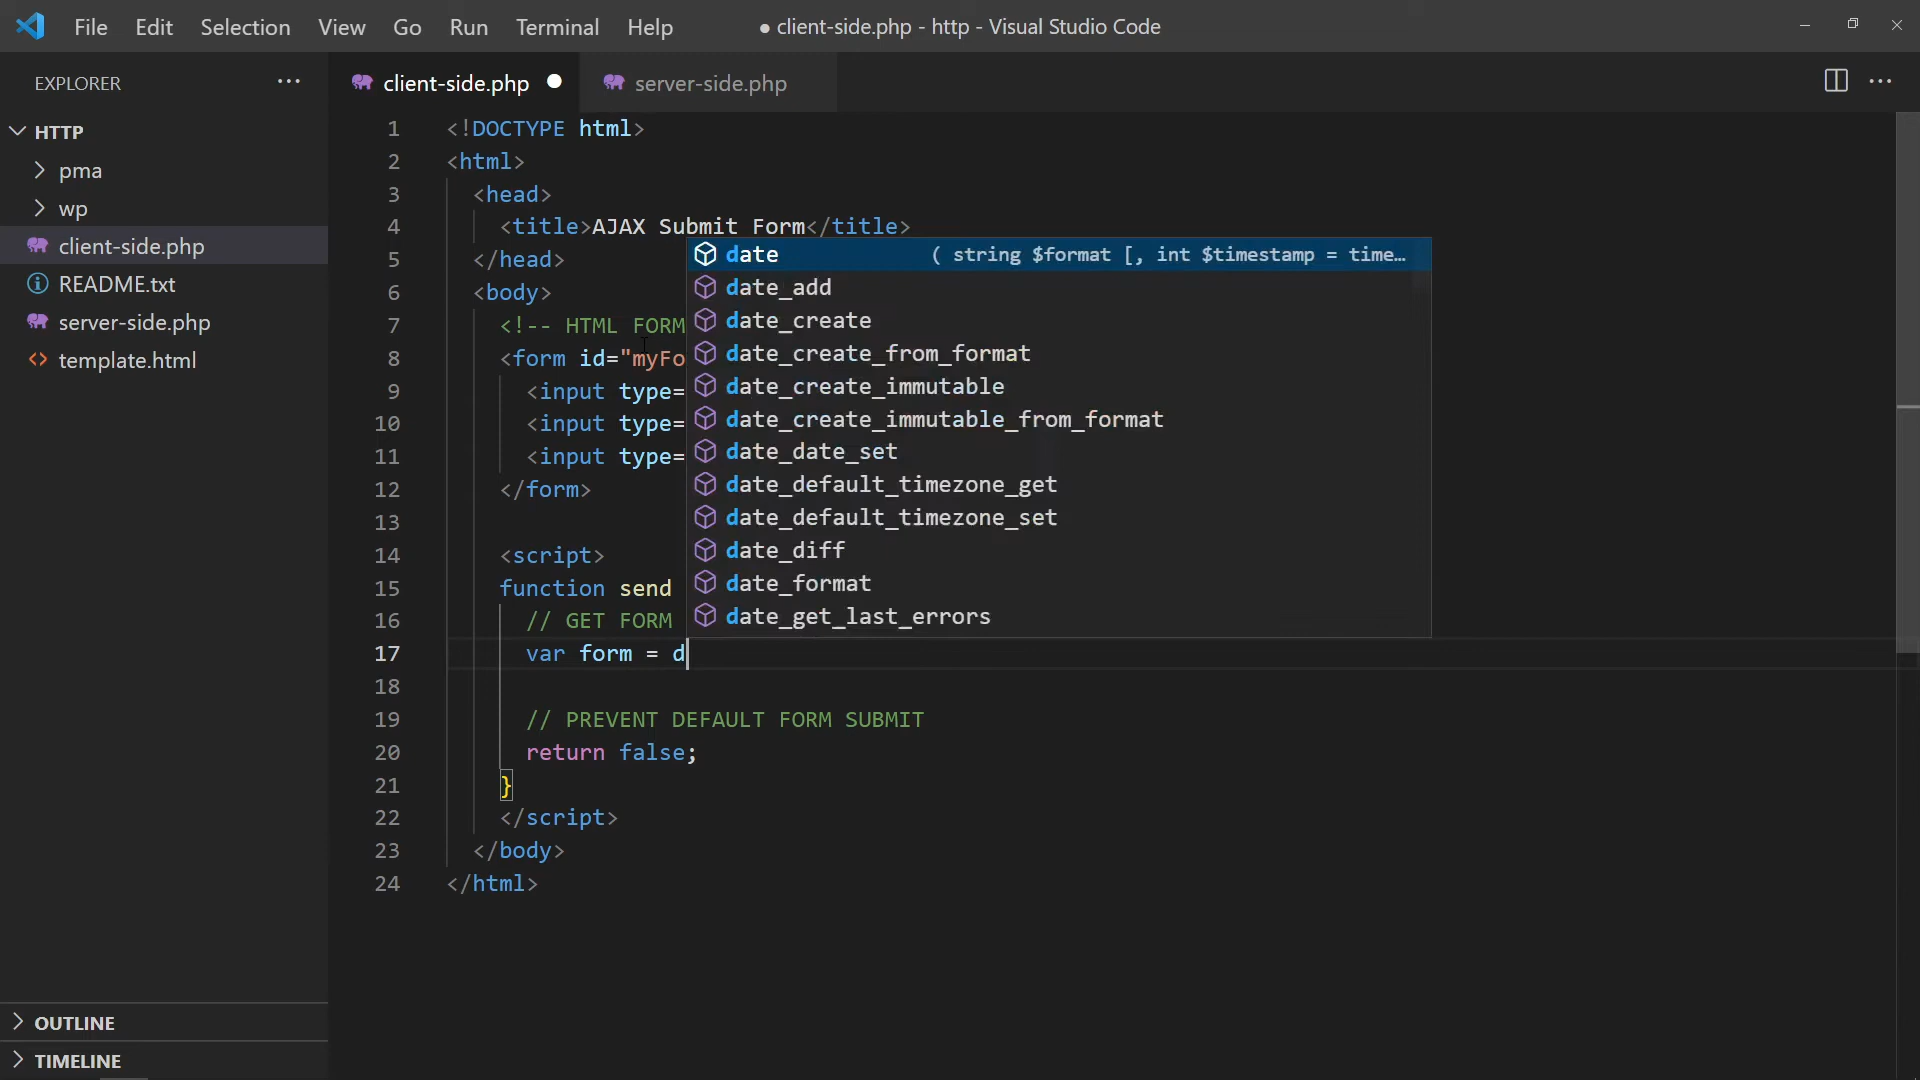 File Edit Selection View Go Run Terminal Help
● client-side.php - http - Visual Studio Code
EXPLORER
HTTP
pma
wp
client-side.php
README.txt
server-side.php
template.html
OUTLINE
TIMELINE
client-side.php
server-side.php
1 <!DOCTYPE html>
2 <html>
3 <head>
4 <title>AJAX Submit Form</title>
5 </head>
6 <body>
7 <!-- HTML FORM
8 <form id="myFo
9 <input type=
10 <input type=
11 <input type=
12 </form>
13
14 <script>
15 function send
16 // GET FORM
17 var form = d
18
19 // PREVENT DEFAULT FORM SUBMIT
20 return false;
21 }
22 </script>
23 </body>
24 </html>
date ( string $format [, int $timestamp = time…
date_add
date_create
date_create_from_format
date_create_immutable
date_create_immutable_from_format
date_date_set
date_default_timezone_get
date_default_timezone_set
date_diff
date_format
date_get_last_errors